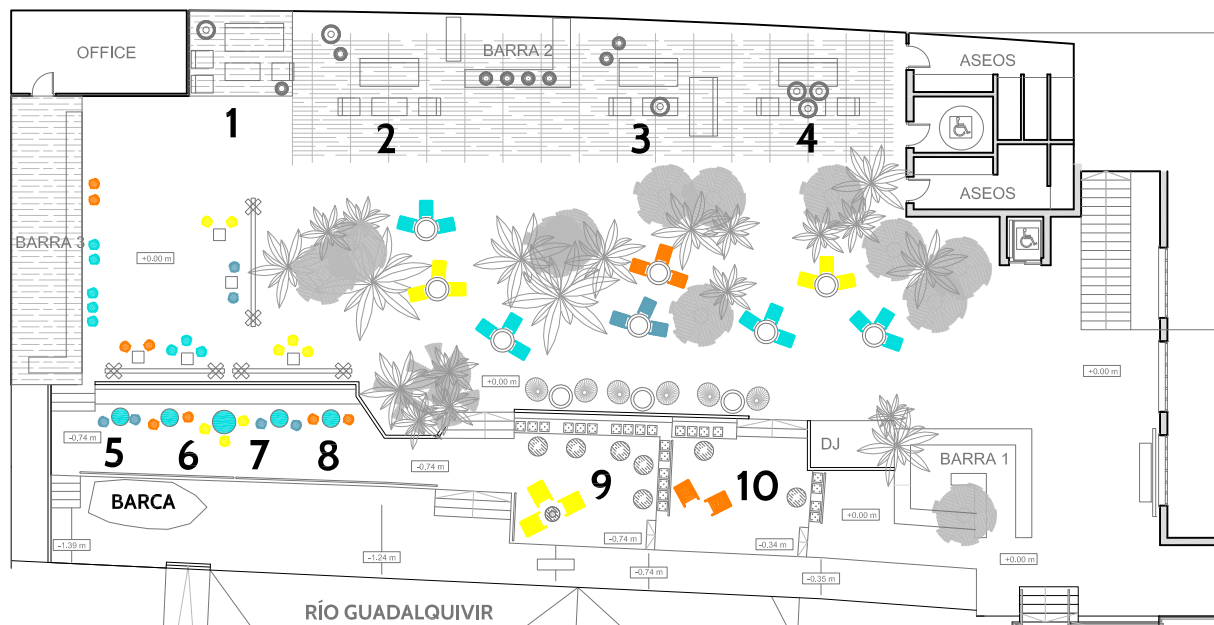 OFFICE
BARRA 2
ASEOS
1
2
3
4
ASEOS
BARRA 3
+0.00 m
+0.00 m
+0.00 m
-0,74 m
5
6
7
8
-0.74 m
9
10
DJ
BARRA 1
BARCA
+0.00 m
-1.39 m
-1.24 m
-0.74 m
-0.34 m
+0.00 m
-0.74 m
-0.35 m
RÍO GUADALQUIVIR